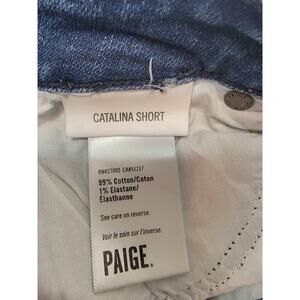 CATALINA SHORT
RN#27002 CA#51257
99% Cotton/Coton
1% Elastane/
Élasthanne
See care on reverse.
Voir le soin sur l'inverse.
PAIGE.